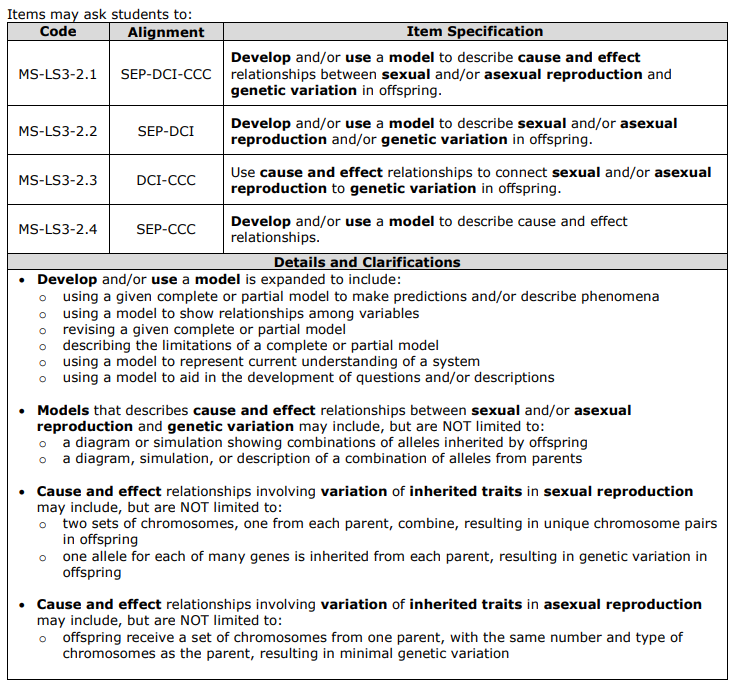 Items may ask students to:
Code Alignment Item Specification
MS-LS3-2.1 SEP-DCI-CCC Develop and/or use a model to describe cause and effect
relationships between sexual and/or asexual reproduction and
genetic variation in offspring.
MS-LS3-2.2 SEP-DCI Develop and/or use a model to describe sexual and/or asexual
reproduction and/or genetic variation in offspring.
MS-LS3-2.3 DCI-CCC Use cause and effect relationships to connect sexual and/or asexual
reproduction to genetic variation in offspring.
MS-LS3-2.4 SEP-CCC Develop and/or use a model to describe cause and effect
relationships.
Details and Clarifications
• Develop and/or use a model is expanded to include:
o using a given complete or partial model to make predictions and/or describe phenomena
o using a model to show relationships among variables
o revising a given complete or partial model
o describing the limitations of a complete or partial model
o using a model to represent current understanding of a system
o using a model to aid in the development of questions and/or descriptions
• Models that describes cause and effect relationships between sexual and/or asexual
reproduction and genetic variation may include, but are NOT limited to:
o a diagram or simulation showing combinations of alleles inherited by offspring
o a diagram, simulation, or description of a combination of alleles from parents
• Cause and effect relationships involving variation of inherited traits in sexual reproduction
may include, but are NOT limited to:
o two sets of chromosomes, one from each parent, combine, resulting in unique chromosome pairs
in offspring
o one allele for each of many genes is inherited from each parent, resulting in genetic variation in
offspring
• Cause and effect relationships involving variation of inherited traits in asexual reproduction
may include, but are NOT limited to:
o offspring receive a set of chromosomes from one parent, with the same number and type of
chromosomes as the parent, resulting in minimal genetic variation